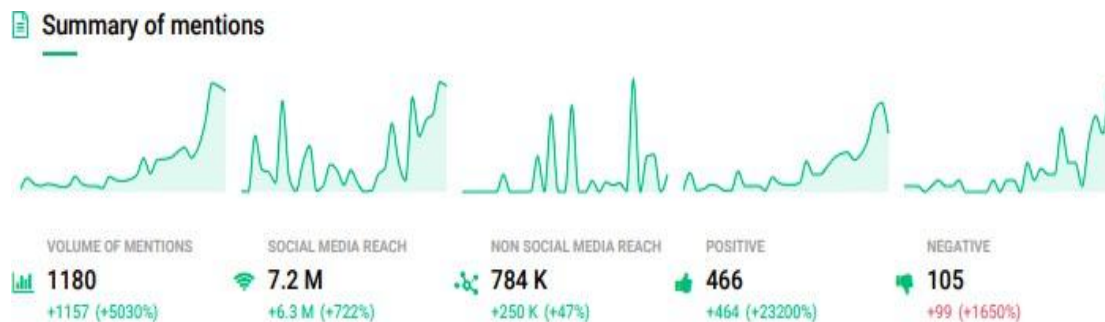 Summary of mentions
VOLUME OF MENTIONS
1180
+1157 (+5030%)
SOCIAL MEDIA REACH
7.2 M
+6.3 M (+722%)
NON SOCIAL MEDIA REACH
784 K
+250 K (+47%)
POSITIVE
466
+464 (+23200%)
NEGATIVE
105
+99 (+1650%)